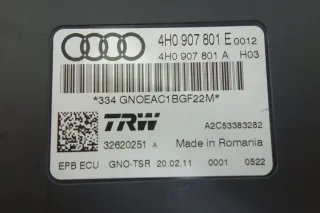 4H0 907 801 E 0012
4H0 907 801 A H03
*334 GNOEAC1BGF22M*
TRW
A2C53383282
32620251 A
Made in Romania
EPB ECU GNO-TSR 20.02.11 0001 0522